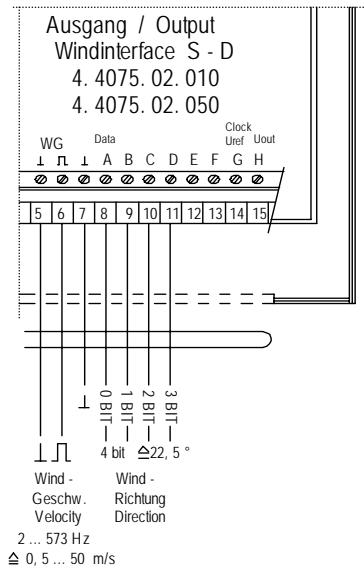 Ausgang / Output
Windinterface S - D
4. 4075. 02. 010
4. 4075. 02. 050
Clock
WG Data Uref Uout
⊥ ⎍ ⊥ A B C D E F G H
5 6 7 8 9 10 11 12 13 14 15
⊥ 0 BIT 1 BIT 2 BIT 3 BIT
⊥ ⎍ 4 bit ≙22, 5 °
Wind - Wind -
Geschw. Richtung
Velocity Direction
2 ... 573 Hz
≙ 0, 5 ... 50 m/s